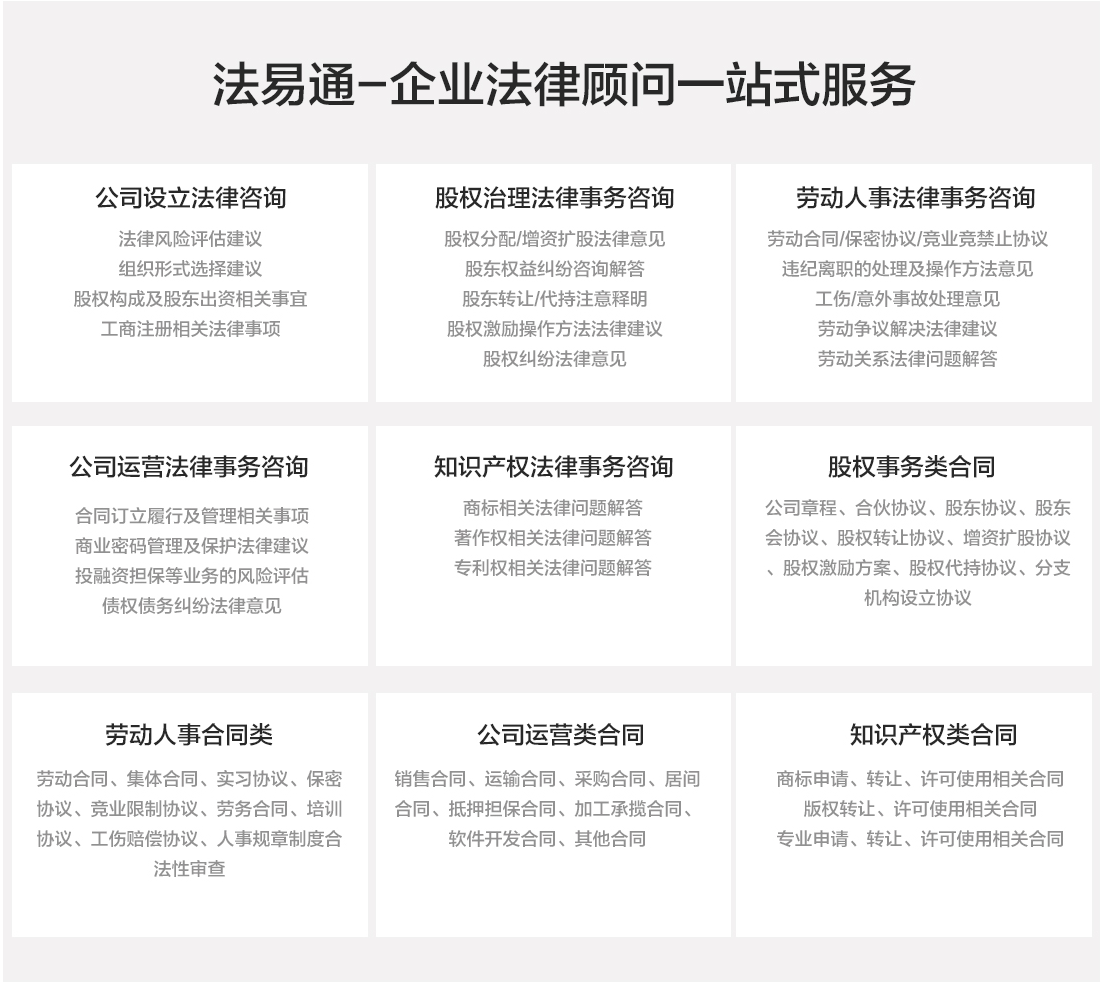 法易通–企业法律顾问一站式服务
公司设立法律咨询
法律风险评估建议
组织形式选择建议
股权构成及股东出资相关事宜
工商注册相关法律事项
股权治理法律事务咨询
股权分配/增资扩股法律意见
股东权益纠纷咨询解答
股东转让/代持注意释明
股权激励操作方法法律建议
股权纠纷法律意见
劳动人事法律事务咨询
劳动合同/保密协议/竞业竞禁止协议
违纪离职的处理及操作方法意见
工伤/意外事故处理意见
劳动争议解决法律建议
劳动关系法律问题解答
公司运营法律事务咨询
合同订立履行及管理相关事项
商业密码管理及保护法律建议
投融资担保等业务的风险评估
债权债务纠纷法律意见
知识产权法律事务咨询
商标相关法律问题解答
著作权相关法律问题解答
专利权相关法律问题解答
股权事务类合同
公司章程、合伙协议、股东协议、股东
会协议、股权转让协议、增资扩股协议
、股权激励方案、股权代持协议、分支
机构设立协议
劳动人事合同类
劳动合同、集体合同、实习协议、保密
协议、竞业限制协议、劳务合同、培训
协议、工伤赔偿协议、人事规章制度合
法性审查
公司运营类合同
销售合同、运输合同、采购合同、居间
合同、抵押担保合同、加工承揽合同、
软件开发合同、其他合同
知识产权类合同
商标申请、转让、许可使用相关合同
版权转让、许可使用相关合同
专业申请、转让、许可使用相关合同